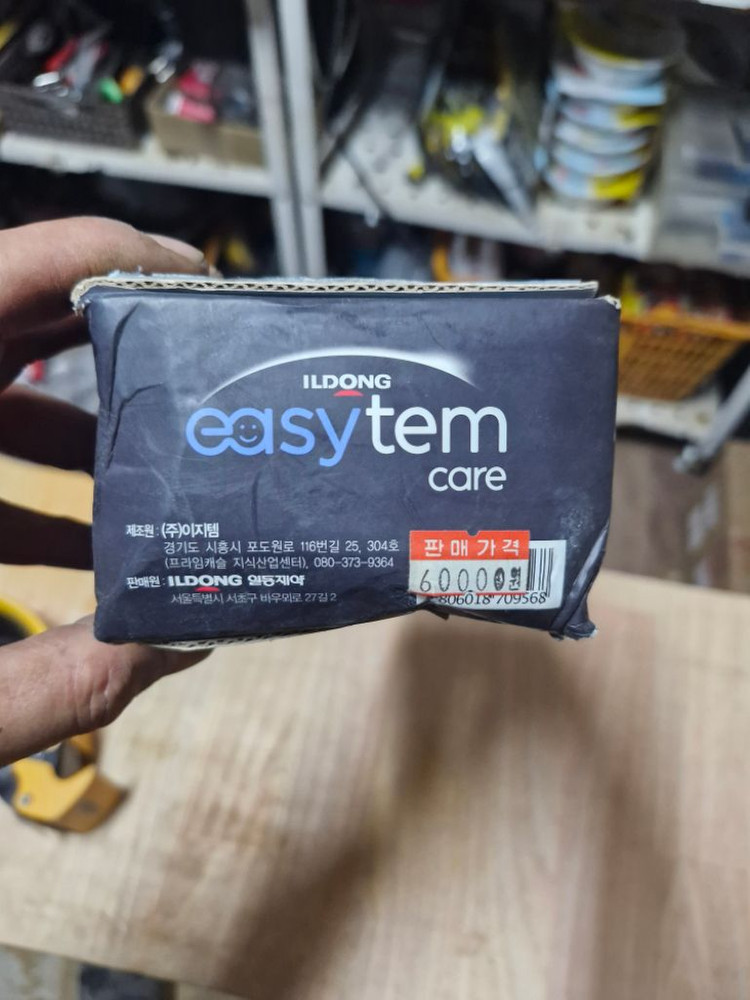 ILDONG
easytem
care
제조원 : (주)이지템
경기도 시흥시 포도원로 116번길 25, 304호
(프라임캐슬 지식산업센터), 080-373-9364
판매원 : ILDONG 일동제약
서울특별시 서초구 바우뫼로 27길 2
판매가격
60000원
806018 709568